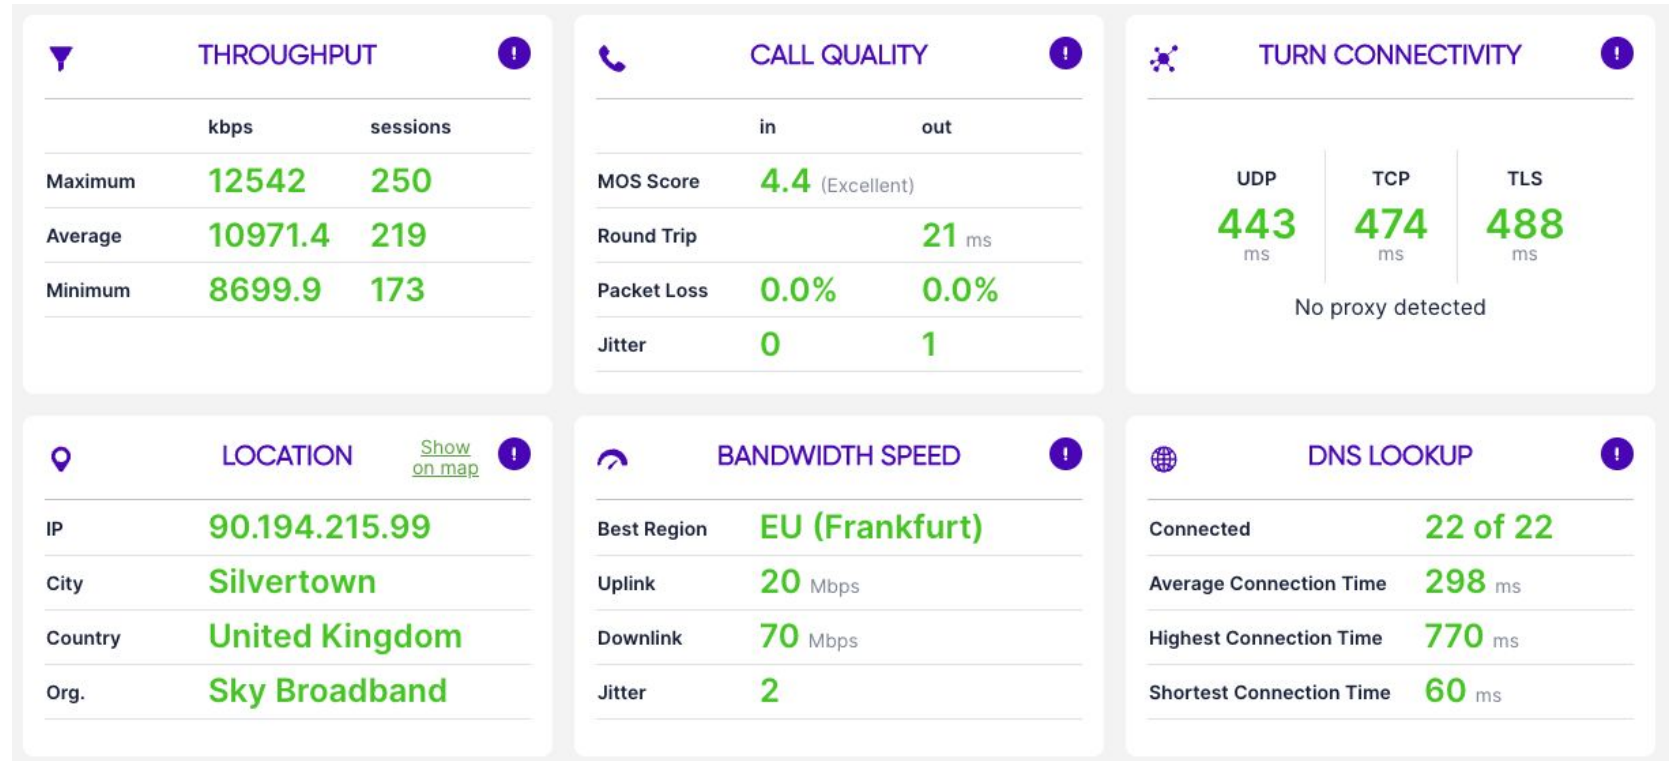 THROUGHPUT !
kbps sessions
Maximum 12542 250
Average 10971.4 219
Minimum 8699.9 173
CALL QUALITY !
in out
MOS Score 4.4 (Excellent)
Round Trip 21 ms
Packet Loss 0.0% 0.0%
Jitter 0 1
TURN CONNECTIVITY !
UDP TCP TLS
443 474 488
ms ms ms
No proxy detected
LOCATION Show on map !
IP 90.194.215.99
City Silvertown
Country United Kingdom
Org. Sky Broadband
BANDWIDTH SPEED !
Best Region EU (Frankfurt)
Uplink 20 Mbps
Downlink 70 Mbps
Jitter 2
DNS LOOKUP !
Connected 22 of 22
Average Connection Time 298 ms
Highest Connection Time 770 ms
Shortest Connection Time 60 ms